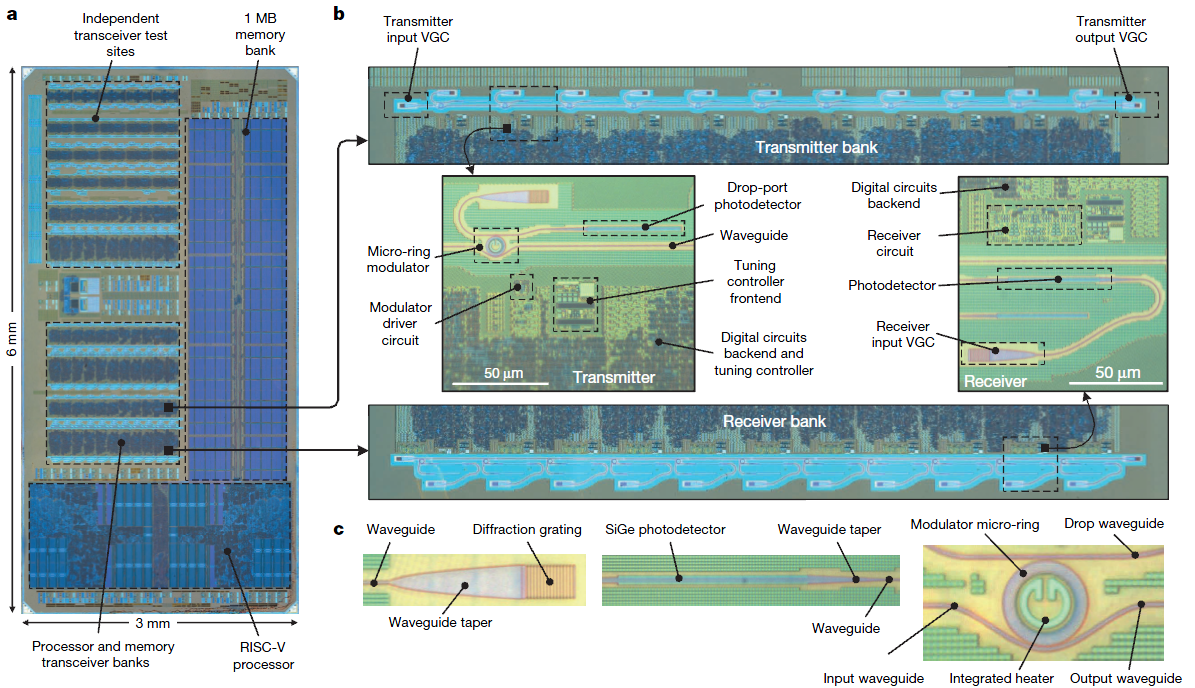 a
Independent
transceiver test
sites
1 MB
memory
bank
6 mm
3 mm
Processor and memory
transceiver banks
RISC-V
processor
b
Transmitter
input VGC
Transmitter
output VGC
Transmitter bank
Drop-port
photodetector
Waveguide
Micro-ring
modulator
Tuning
controller
frontend
Modulator
driver
circuit
Digital circuits
backend and
tuning controller
50 μm
Transmitter
Digital circuits
backend
Receiver
circuit
Photodetector
Receiver
input VGC
50 μm
Receiver
Receiver bank
c
Waveguide
Diffraction grating
Waveguide taper
SiGe photodetector
Waveguide taper
Waveguide
Modulator micro-ring
Drop waveguide
Input waveguide
Integrated heater
Output waveguide